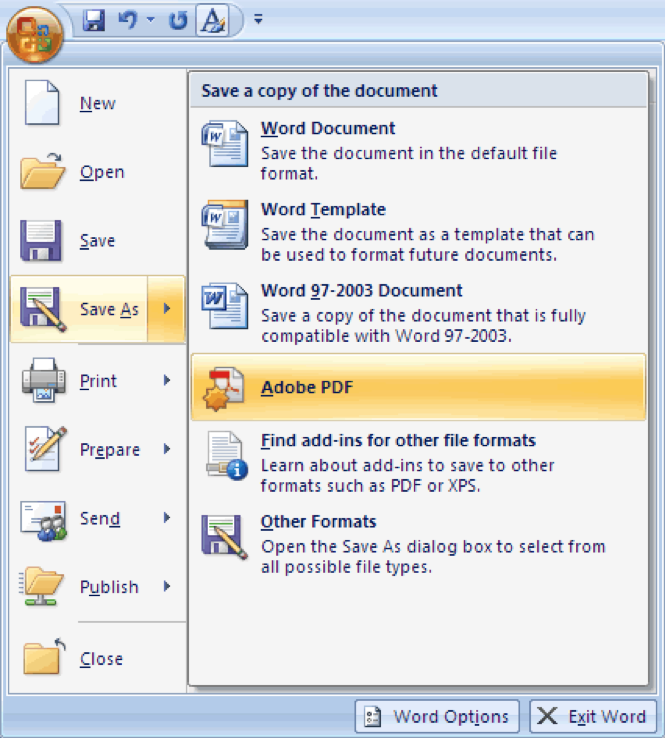 New
Open
Save
Save As
Print
Prepare
Send
Publish
Close
Save a copy of the document
Word Document
Save the document in the default file
format.
Word Template
Save the document as a template that can
be used to format future documents.
Word 97-2003 Document
Save a copy of the document that is fully
compatible with Word 97-2003.
Adobe PDF
Find add-ins for other file formats
Learn about add-ins to save to other
formats such as PDF or XPS.
Other Formats
Open the Save As dialog box to select from
all possible file types.
Word Options
Exit Word